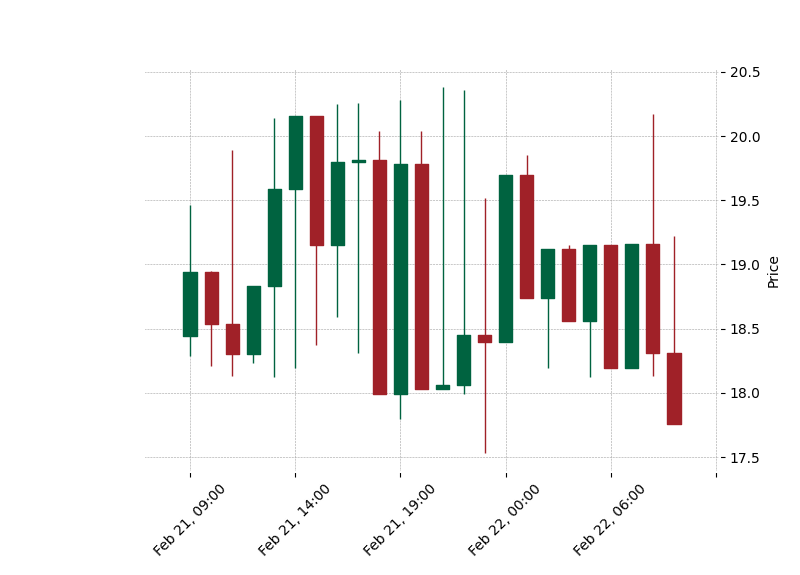 20.5
20.0
19.5
19.0
18.5
18.0
17.5
Price
Feb 21, 09:00
Feb 21, 14:00
Feb 21, 19:00
Feb 22, 00:00
Feb 22, 06:00